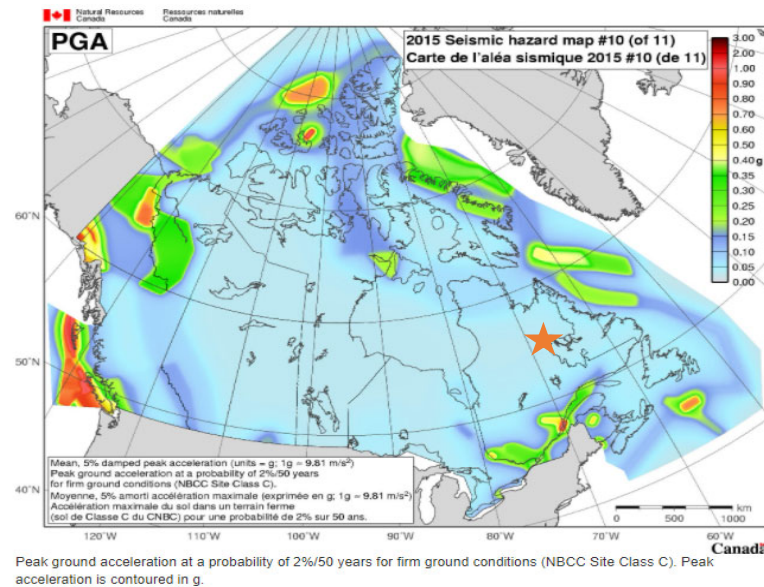 Natural Resources Ressources naturelles
Canada Canada
PGA
2015 Seismic hazard map #10 (of 11)
Carte de l'aléa sismique 2015 #10 (de 11)
3.00
2.00
1.00
0.90
0.80
0.70
0.60
0.50
0.40 g
0.35
0.30
0.25
0.20
0.15
0.10
0.05
0.00
60°N
50°N
40°N
Mean, 5% damped peak acceleration (units = g; 1g = 9.81 m/s²)
Peak ground acceleration at a probability of 2%/50 years
for firm ground conditions (NBCC Site Class C).
Moyenne, 5% amorti accélération maximale (exprimée en g; 1g = 9.81 m/s²)
Accélération maximale du sol dans un terrain ferme
(sol de Classe C du CNBC) pour une probabilité de 2% sur 50 ans.
km
0 500 1000
120°W 110°W 100°W 90°W 80°W 70°W 60°W
Canada
Peak ground acceleration at a probability of 2%/50 years for firm ground conditions (NBCC Site Class C). Peak
acceleration is contoured in g.